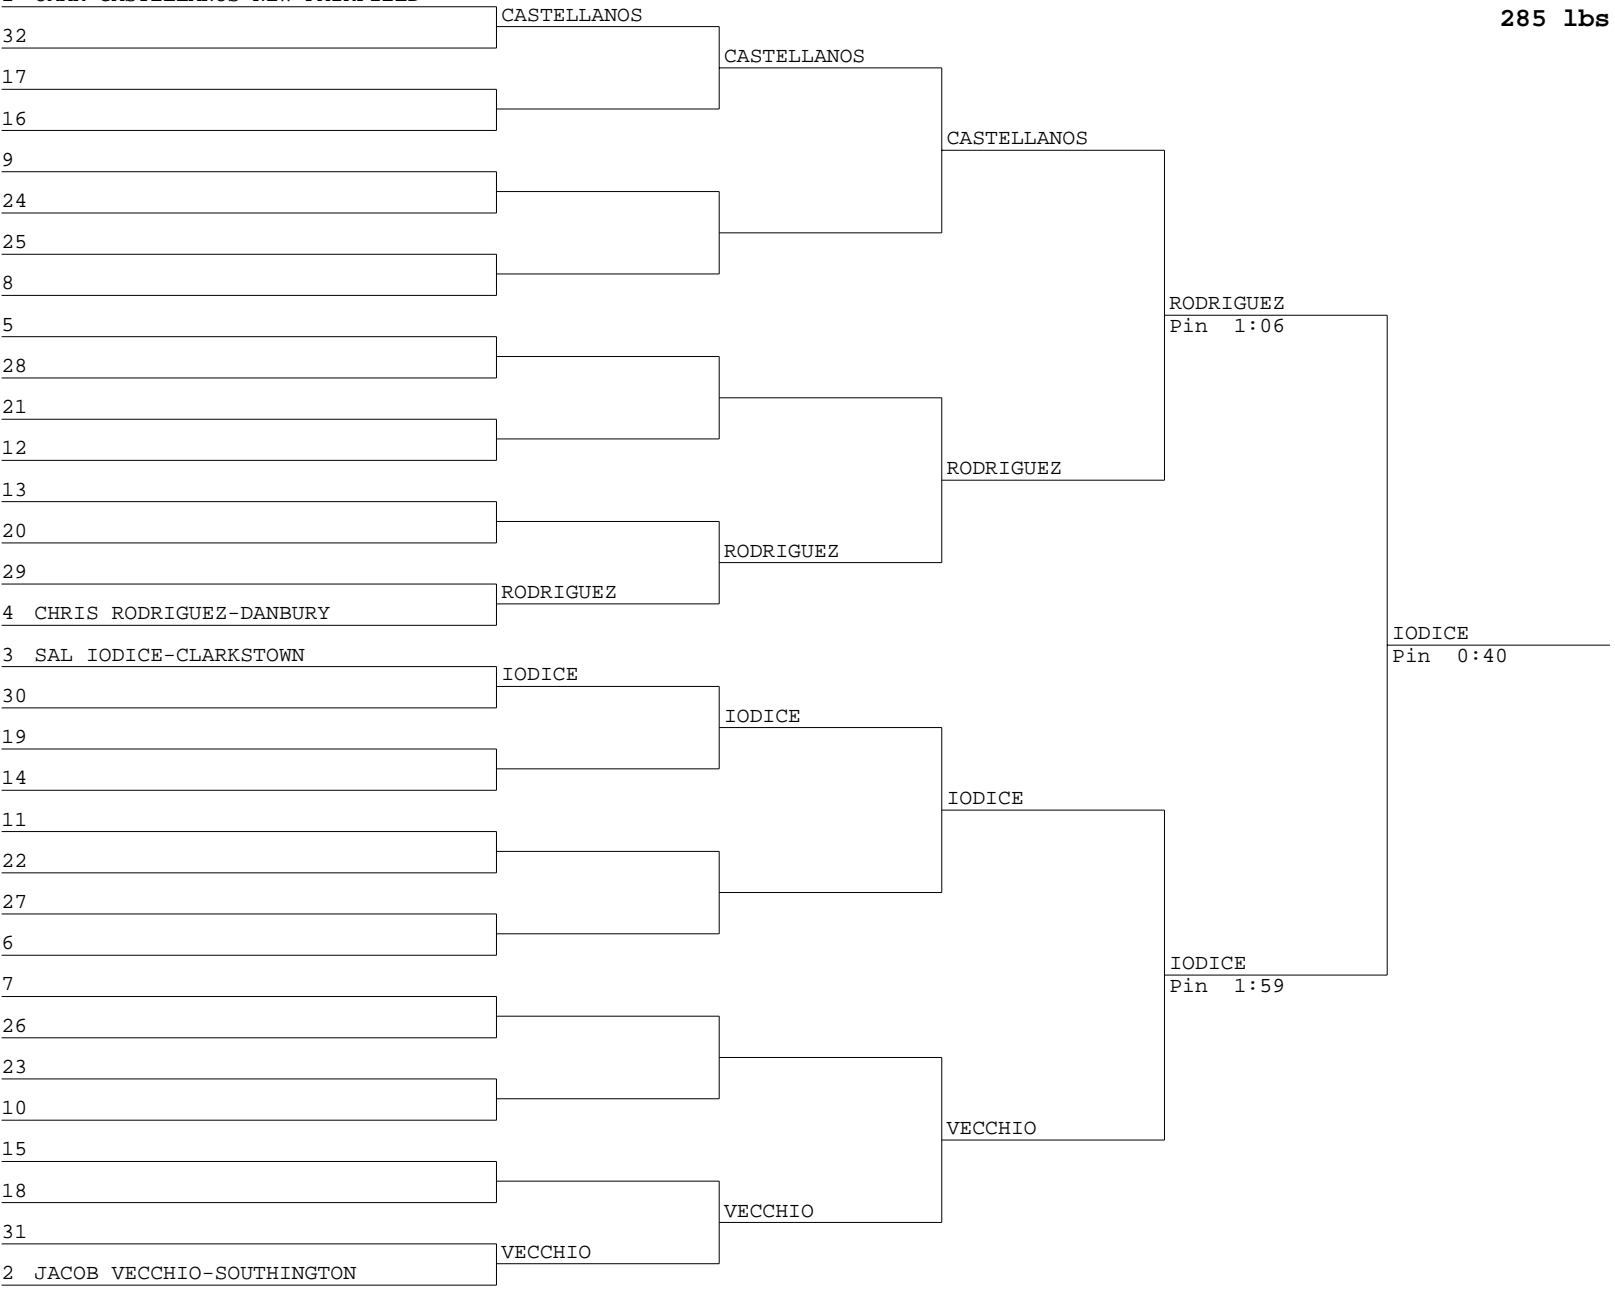 CASTELLANOS
285 lbs
32
CASTELLANOS
17
16
CASTELLANOS
9
24
25
8
RODRIGUEZ
Pin 1:06
5
28
21
12
RODRIGUEZ
13
20
RODRIGUEZ
29
RODRIGUEZ
4 CHRIS RODRIGUEZ-DANBURY
IODICE
Pin 0:40
3 SAL IODICE-CLARKSTOWN
IODICE
30
IODICE
19
14
IODICE
11
22
27
6
IODICE
Pin 1:59
7
26
23
10
VECCHIO
15
18
VECCHIO
31
VECCHIO
2 JACOB VECCHIO-SOUTHINGTON